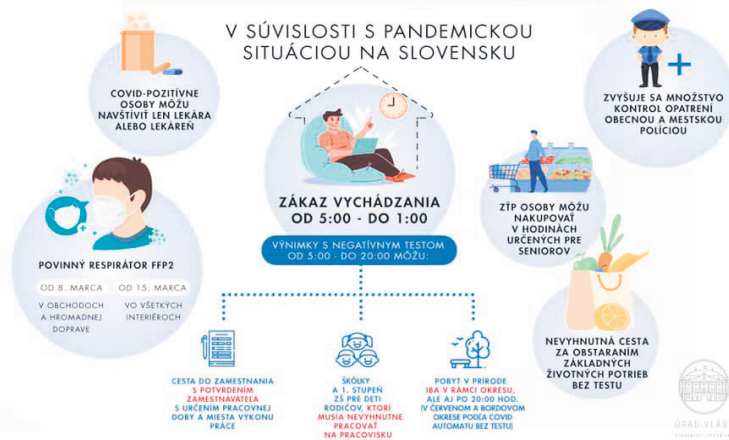 V SÚVISLOSTI S PANDEMICKOU
SITUÁCIOU NA SLOVENSKU
COVID-POZITÍVNE
OSOBY MÔŽU
NAVŠTÍVIŤ LEN LEKÁRA
ALEBO LEKÁREŇ
ZVYŠUJE SA MNOŽSTVO
KONTROL OPATRENÍ
OBECNOU A MESTSKOU
POLÍCIOU
ZÁKAZ VYCHÁDZANIA
OD 5:00 - DO 1:00
VÝNIMKY S NEGATÍVNYM TESTOM
OD 5:00 - DO 20:00 MÔŽU:
ZŤP OSOBY MÔŽU
NAKUPOVAŤ
V HODINÁCH
URČENÝCH PRE
SENIOROV
POVINNÝ RESPIRÁTOR FFP2
OD 8. MARCA
V OBCHODOCH
A HROMADNEJ
DOPRAVE
OD 15. MARCA
VO VŠETKÝCH
INTERIÉROCH
NEVYHNUTNÁ CESTA
ZA OBSTARANÍM
ZÁKLADNÝCH
ŽIVOTNÝCH POTRIEB
BEZ TESTU
CESTA DO ZAMESTNANIA
S POTVRDENÍM
ZAMESTNÁVATEĽA
S URČENÍM PRACOVNEJ
DOBY A MIESTA VÝKONU
PRÁCE
ŠKÔLKY
A 1. STUPEŇ
ZŠ PRE DETI
RODIČOV, KTORÍ
MUSIA NEVYHNUTNE
PRACOVAŤ
NA PRACOVISKU
POBYT V PRÍRODE
IBA V RÁMCI OKRESU,
ALE AJ PO 20:00 HOD.
(V ČERVENOM A BORDOVOM
OKRESE PODĽA COVID
AUTOMATU BEZ TESTU)
ÚRAD VLÁDY